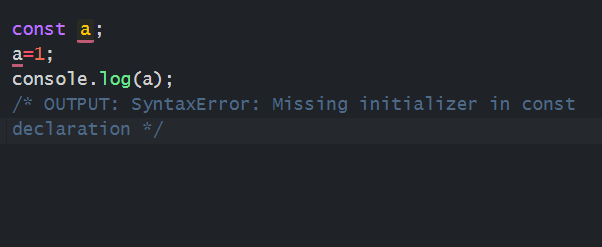 const a;
a=1;
console.log(a);
/* OUTPUT: SyntaxError: Missing initializer in const
declaration */